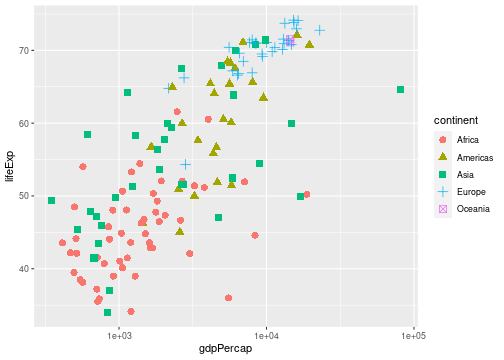 lifeExp
70
60
50
40
1e+03
1e+04
1e+05
gdpPercap
continent
Africa
Americas
Asia
Europe
Oceania